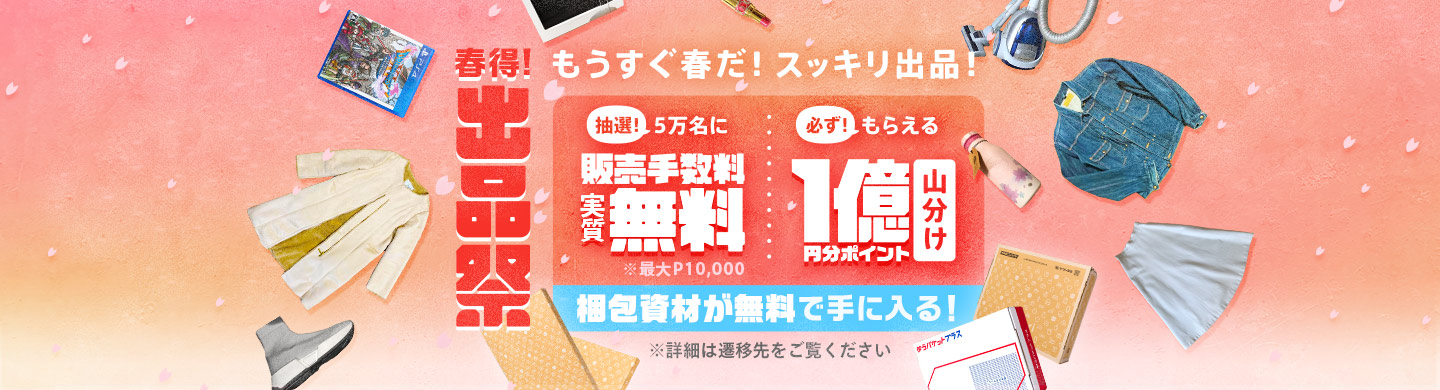 春得!
出品祭
もうすぐ春だ!スッキリ出品!
抽選! 5万名に
販売手数料
実質
無料
※最大P10,000
必ず! もらえる
1億
円分ポイント
山分け
梱包資材が無料で手に入る!
※詳細は遷移先をご覧ください
ゆうパケットプラス